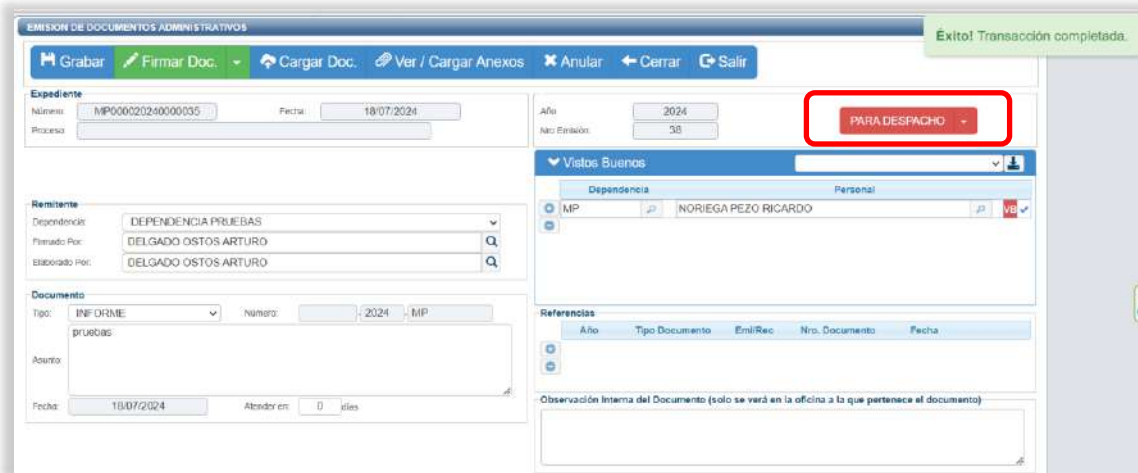 EMISION DE DOCUMENTOS ADMINISTRATIVOS
Éxito! Transacción completada.
Grabar Firmar Doc. Cargar Doc. Ver / Cargar Anexos Anular Cerrar Salir
Expediente
Número: MP000020240000035 Fecha: 18/07/2024
Proceso:
Año 2024
Nro Emisión: 38
PARA DESPACHO
Vistos Buenos
Dependencia Personal
MP NORIEGA PEZO RICARDO VB
Remitente
Dependencia: DEPENDENCIA PRUEBAS
Firmado Por: DELGADO OSTOS ARTURO
Elaborado Por: DELGADO OSTOS ARTURO
Documento
Tipo: INFORME Número: - 2024 - MP
Asunto: pruebas
Fecha: 18/07/2024 Atender en: 0 días
Referencias
Año Tipo Documento Emi/Rec Nro. Documento Fecha
Observación Interna del Documento (solo se verá en la oficina a la que pertenece el documento)